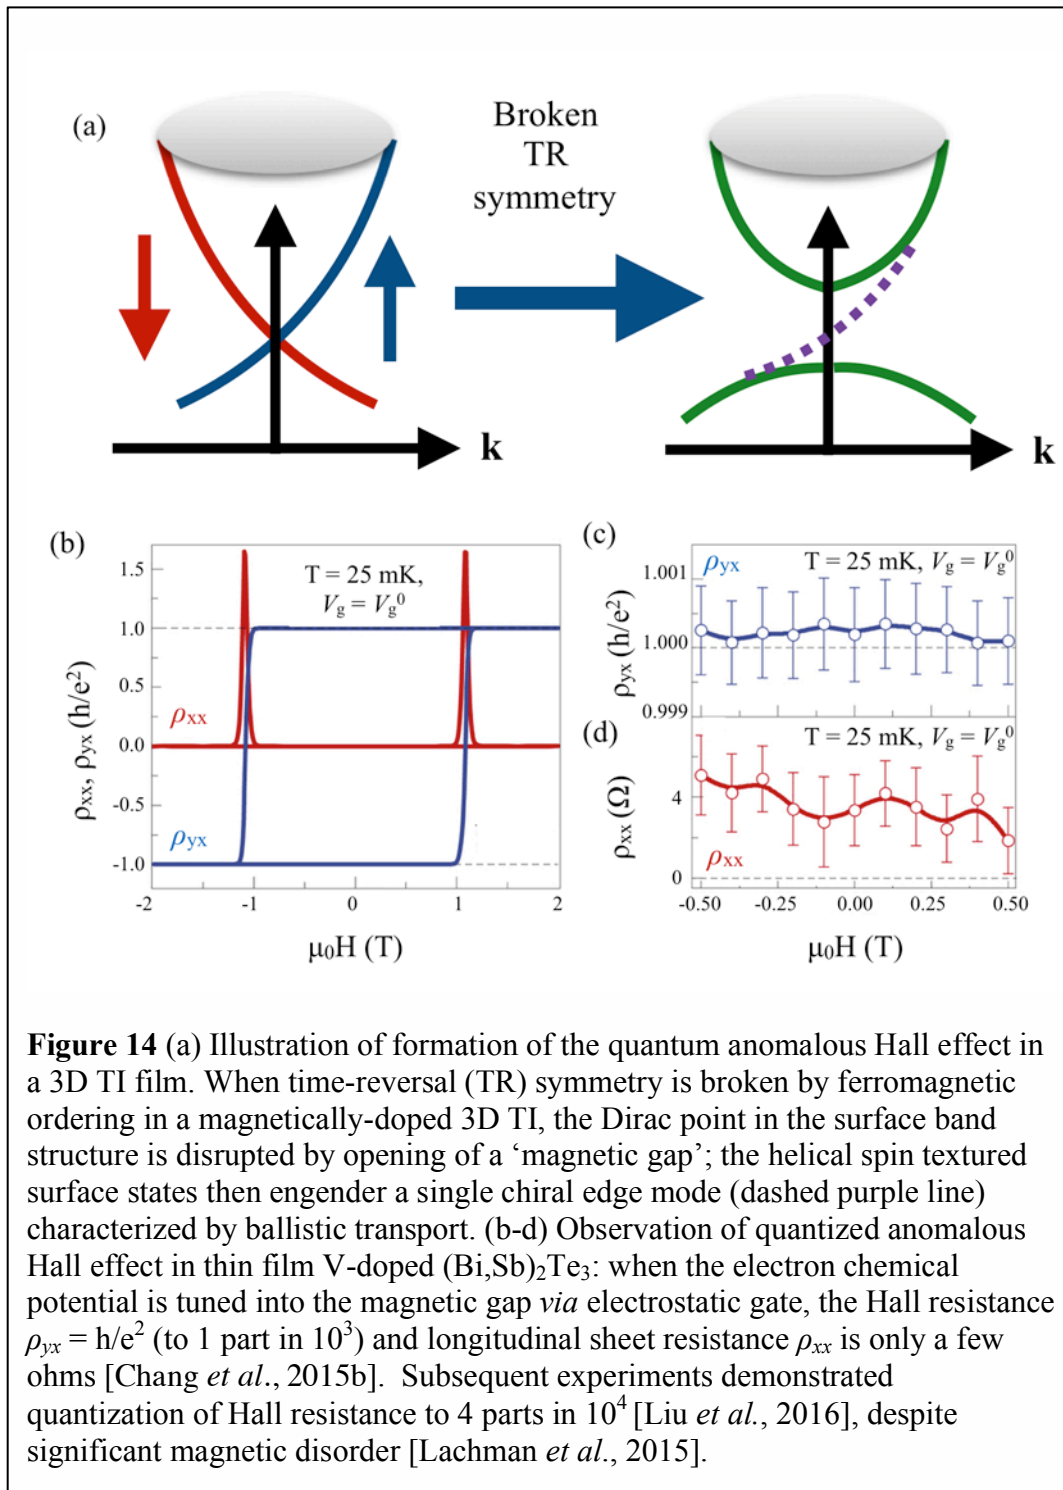 (a)
Broken
TR
symmetry
k
k
(b)
ρxx, ρyx (h/e²)
1.5
1.0
0.5
0.0
-0.5
-1.0
T = 25 mK,
Vg = Vg⁰
ρxx
ρyx
-2
-1
0
1
2
μ₀H (T)
(c)
ρyx (h/e²)
1.001
1.000
0.999
ρyx
T = 25 mK, Vg = Vg⁰
(d)
ρxx (Ω)
4
0
T = 25 mK, Vg = Vg⁰
ρxx
-0.50
-0.25
0.00
0.25
0.50
μ₀H (T)
Figure 14 (a) Illustration of formation of the quantum anomalous Hall effect in
a 3D TI film. When time-reversal (TR) symmetry is broken by ferromagnetic
ordering in a magnetically-doped 3D TI, the Dirac point in the surface band
structure is disrupted by opening of a ‘magnetic gap’; the helical spin textured
surface states then engender a single chiral edge mode (dashed purple line)
characterized by ballistic transport. (b-d) Observation of quantized anomalous
Hall effect in thin film V-doped (Bi,Sb)₂Te₃: when the electron chemical
potential is tuned into the magnetic gap via electrostatic gate, the Hall resistance
ρyx = h/e² (to 1 part in 10³) and longitudinal sheet resistance ρxx is only a few
ohms [Chang et al., 2015b].  Subsequent experiments demonstrated
quantization of Hall resistance to 4 parts in 10⁴ [Liu et al., 2016], despite
significant magnetic disorder [Lachman et al., 2015].